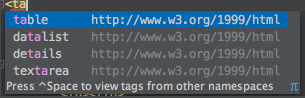 <ta
table http://www.w3.org/1999/html
datalist http://www.w3.org/1999/html
details http://www.w3.org/1999/html
textarea http://www.w3.org/1999/html
Press ^Space to view tags from other namespaces π